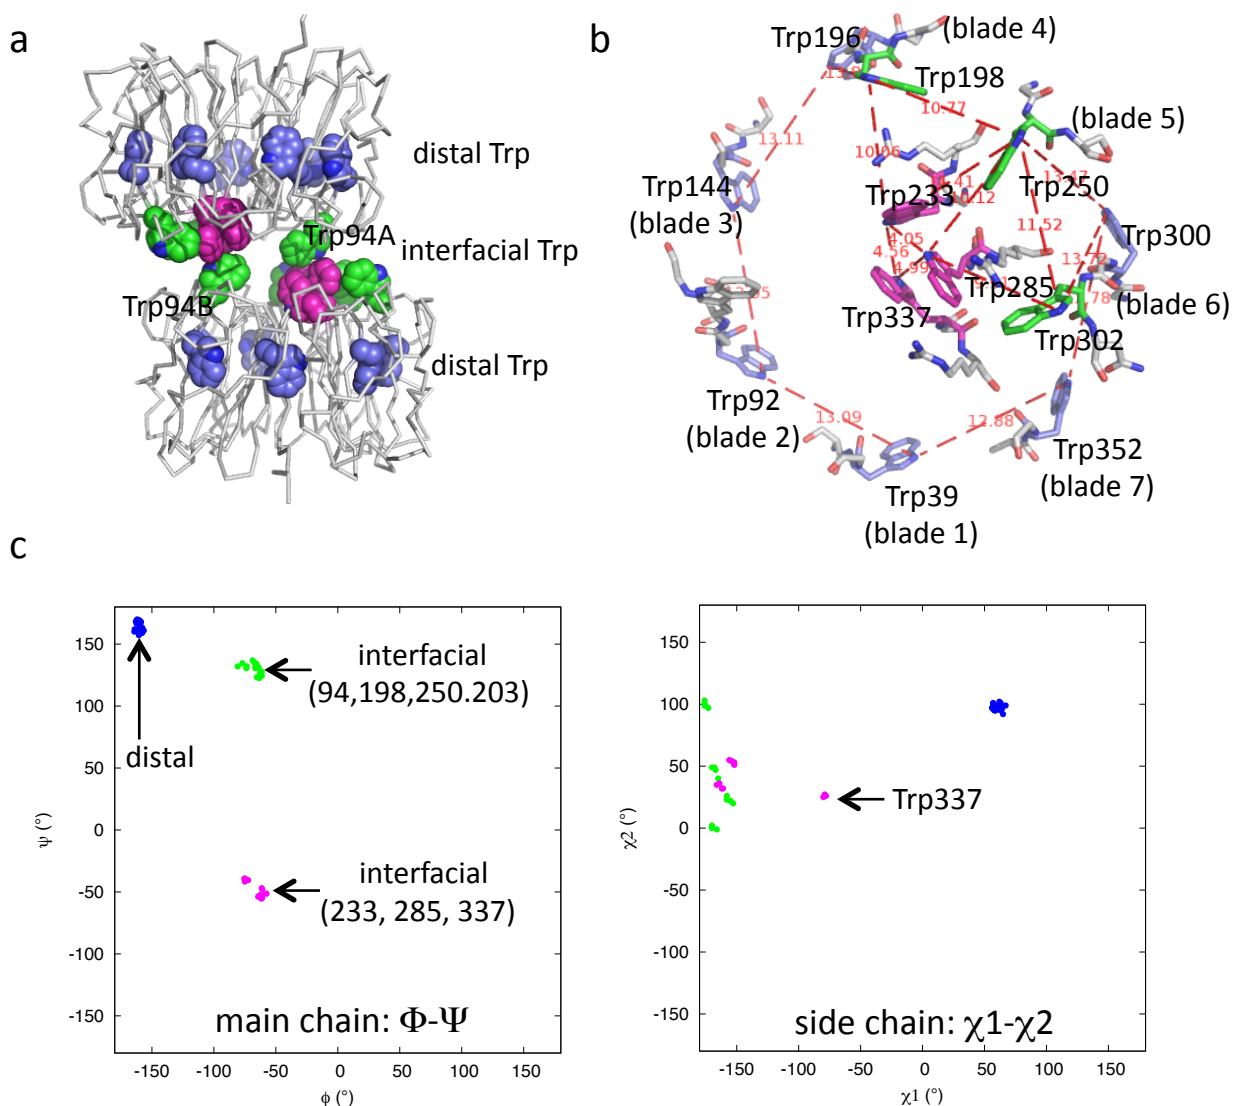 a
distal Trp
Trp94A
interfacial Trp
Trp94B
distal Trp
b
Trp196
(blade 4)
Trp198
10.77
(blade 5)
13.11
10.06
Trp144
(blade 3)
Trp233
Trp250
10.12
11.52
Trp300
4.05
4.56
4.99
13.72
Trp285
(blade 6)
Trp337
Trp302
Trp92
(blade 2)
13.09
12.88
Trp352
(blade 7)
Trp39
(blade 1)
c
150
100
50
0
-50
-100
-150
ψ (°)
interfacial
(94,198,250.203)
distal
interfacial
(233, 285, 337)
main chain: Φ-Ψ
-150 -100 -50 0 50 100 150
ϕ (°)
150
100
50
0
-50
-100
-150
χ2 (°)
Trp337
side chain: χ1-χ2
-150 -100 -50 0 50 100 150
χ1 (°)